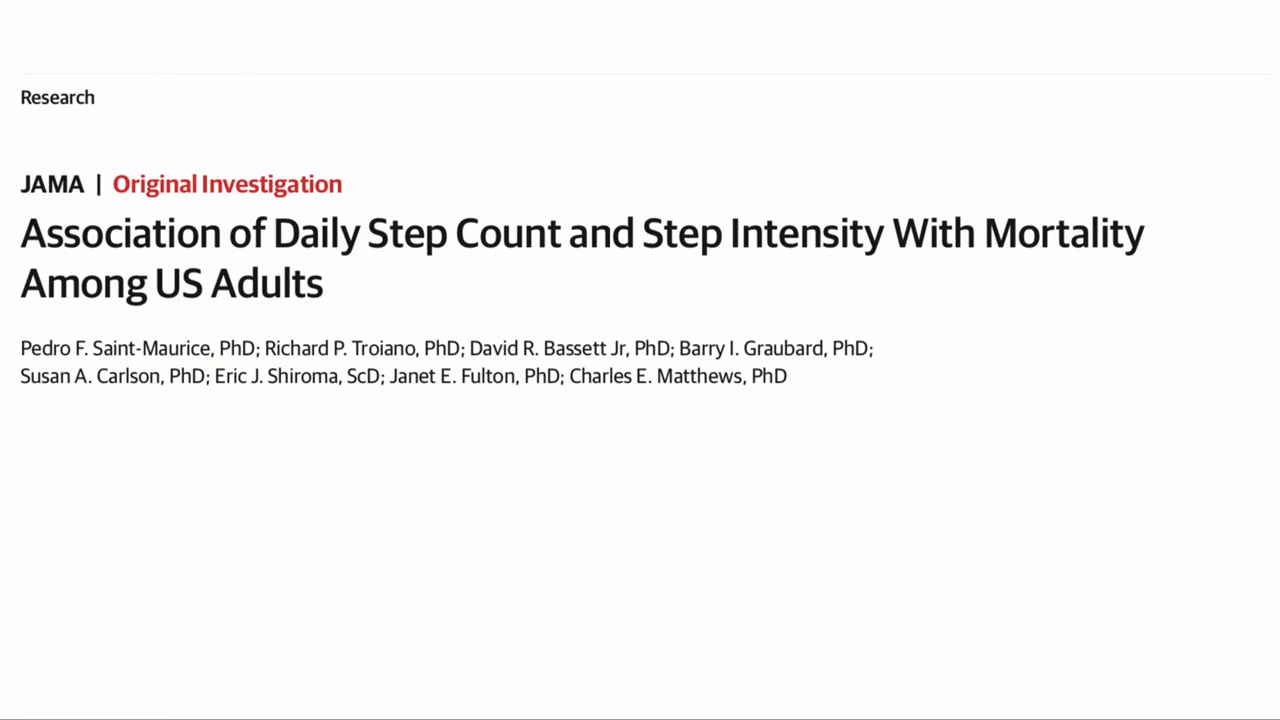 Research
JAMA | Original Investigation
Association of Daily Step Count and Step Intensity With Mortality
Among US Adults
Pedro F. Saint-Maurice, PhD; Richard P. Troiano, PhD; David R. Bassett Jr, PhD; Barry I. Graubard, PhD;
Susan A. Carlson, PhD; Eric J. Shiroma, ScD; Janet E. Fulton, PhD; Charles E. Matthews, PhD